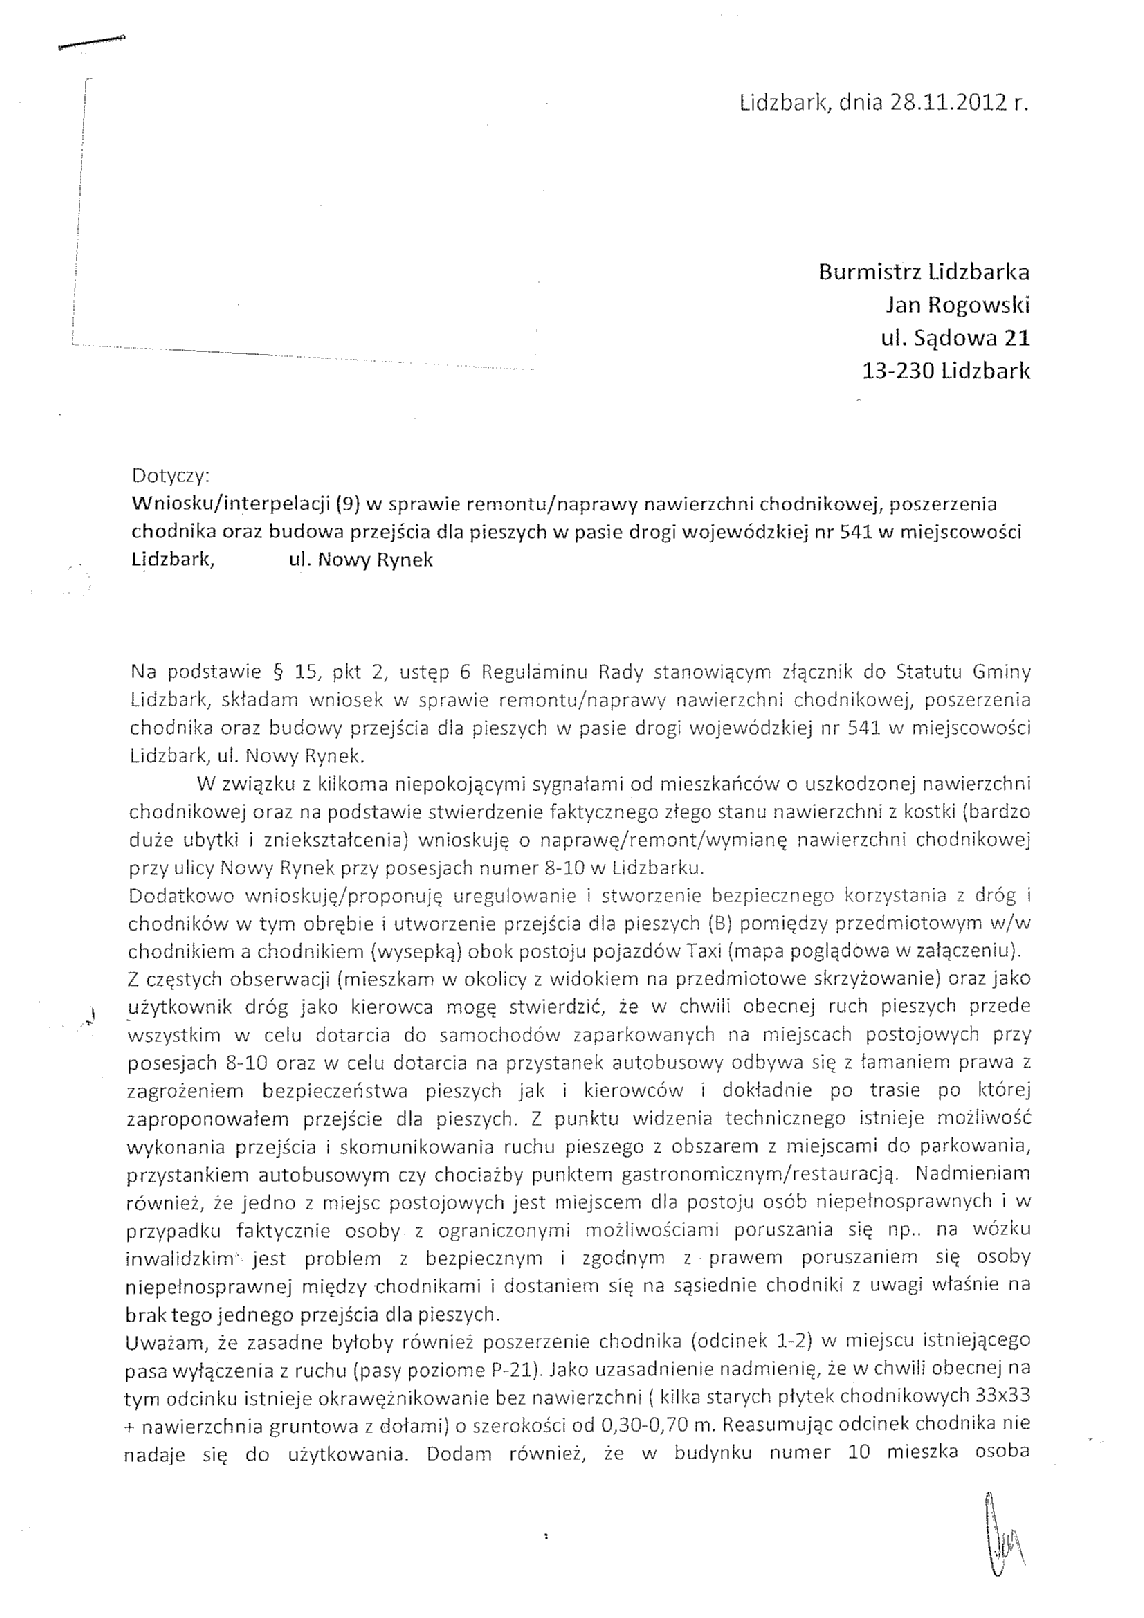 Lidzbark, dnia 28.11.2012 r.
Burmistrz Lidzbarka
Jan Rogowski
ul. Sądowa 21
13-230 Lidzbark
Dotyczy:
Wniosku/interpelacji (9) w sprawie remontu/naprawy nawierzchni chodnikowej, poszerzenia
chodnika oraz budowa przejścia dla pieszych w pasie drogi wojewódzkiej nr 541 w miejscowości
Lidzbark, ul. Nowy Rynek
Na podstawie § 15, pkt 2, ustęp 6 Regulaminu Rady stanowiącym złącznik do Statutu Gminy
Lidzbark, składam wniosek w sprawie remontu/naprawy nawierzchni chodnikowej, poszerzenia
chodnika oraz budowy przejścia dla pieszych w pasie drogi wojewódzkiej nr 541 w miejscowości
Lidzbark, ul. Nowy Rynek.
W związku z kilkoma niepokojącymi sygnałami od mieszkańców o uszkodzonej nawierzchni
chodnikowej oraz na podstawie stwierdzenie faktycznego złego stanu nawierzchni z kostki (bardzo
duże ubytki i zniekształcenia) wnioskuję o naprawę/remont/wymianę nawierzchni chodnikowej
przy ulicy Nowy Rynek przy posesjach numer 8-10 w Lidzbarku.
Dodatkowo wnioskuję/proponuję uregulowanie i stworzenie bezpiecznego korzystania z dróg i
chodników w tym obrębie i utworzenie przejścia dla pieszych (B) pomiędzy przedmiotowym w/w
chodnikiem a chodnikiem (wysepką) obok postoju pojazdów Taxi (mapa poglądowa w załączeniu).
Z częstych obserwacji (mieszkam w okolicy z widokiem na przedmiotowe skrzyżowanie) oraz jako
użytkownik dróg jako kierowca mogę stwierdzić, że w chwili obecnej ruch pieszych przede
wszystkim w celu dotarcia do samochodów zaparkowanych na miejscach postojowych przy
posesjach 8-10 oraz w celu dotarcia na przystanek autobusowy odbywa się z łamaniem prawa z
zagrożeniem bezpieczeństwa pieszych jak i kierowców i dokładnie po trasie po której
zaproponowałem przejście dla pieszych. Z punktu widzenia technicznego istnieje możliwość
wykonania przejścia i skomunikowania ruchu pieszego z obszarem z miejscami do parkowania,
przystankiem autobusowym czy chociażby punktem gastronomicznym/restauracją. Nadmieniam
również, że jedno z miejsc postojowych jest miejscem dla postoju osób niepełnosprawnych i w
przypadku faktycznie osoby z ograniczonymi możliwościami poruszania się np.. na wózku
inwalidzkim jest problem z bezpiecznym i zgodnym z prawem poruszaniem się osoby
niepełnosprawnej między chodnikami i dostaniem się na sąsiednie chodniki z uwagi właśnie na
brak tego jednego przejścia dla pieszych.
Uważam, że zasadne byłoby również poszerzenie chodnika (odcinek 1-2) w miejscu istniejącego
pasa wyłączenia z ruchu (pasy poziome P-21). Jako uzasadnienie nadmienię, że w chwili obecnej na
tym odcinku istnieje okrawężnikowanie bez nawierzchni ( kilka starych płytek chodnikowych 33x33
+ nawierzchnia gruntowa z dołami) o szerokości od 0,30-0,70 m. Reasumując odcinek chodnika nie
nadaje się do użytkowania. Dodam również, że w budynku numer 10 mieszka osoba